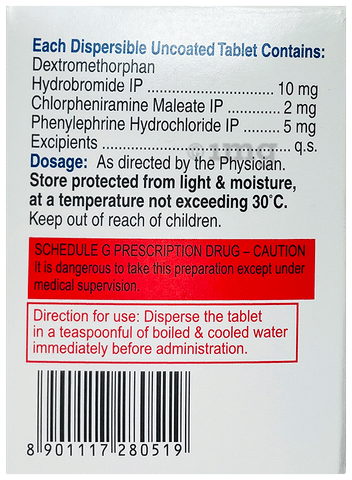 Each Dispersible Uncoated Tablet Contains:
Dextromethorphan
Hydrobromide IP .............................. 10 mg
Chlorpheniramine Maleate IP ............ 2 mg
Phenylephrine Hydrochloride IP ........ 5 mg
Excipients ........................................... q.s.
Dosage: As directed by the Physician.
Store protected from light & moisture,
at a temperature not exceeding 30°C.
Keep out of reach of children.
SCHEDULE G PRESCRIPTION DRUG – CAUTION
It is dangerous to take this preparation except under
medical supervision.
Direction for use: Disperse the tablet
in a teaspoonful of boiled & cooled water
immediately before administration.
8 901117 280519